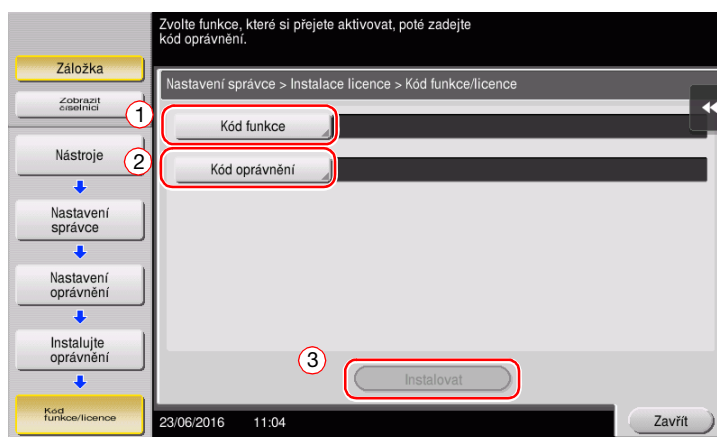 Zvolte funkce, které si přejete aktivovat, poté zadejte
kód oprávnění.
Záložka
Zobrazit
číselníci
Nástroje
Nastavení
správce
Nastavení
oprávnění
Instalujte
oprávnění
Kód
funkce/licence
Nastavení správce > Instalace licence > Kód funkce/licence
1
Kód funkce
2
Kód oprávnění
3
Instalovat
23/06/2016 11:04
Zavřít